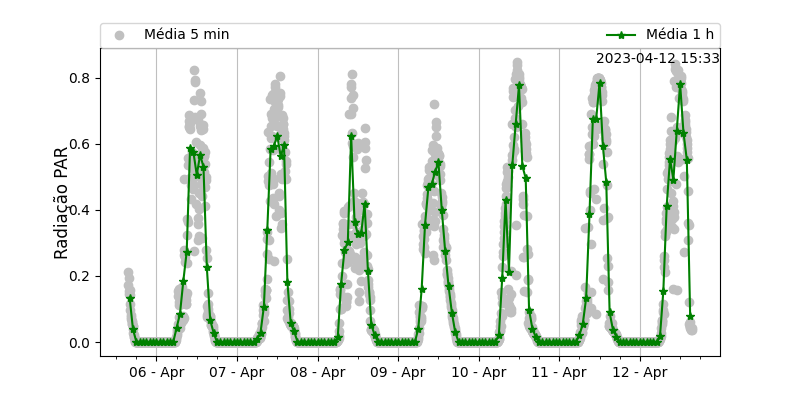 Média 5 min
Média 1 h
2023-04-12 15:33
Radiação PAR
0.8
0.6
0.4
0.2
0.0
06 - Apr
07 - Apr
08 - Apr
09 - Apr
10 - Apr
11 - Apr
12 - Apr